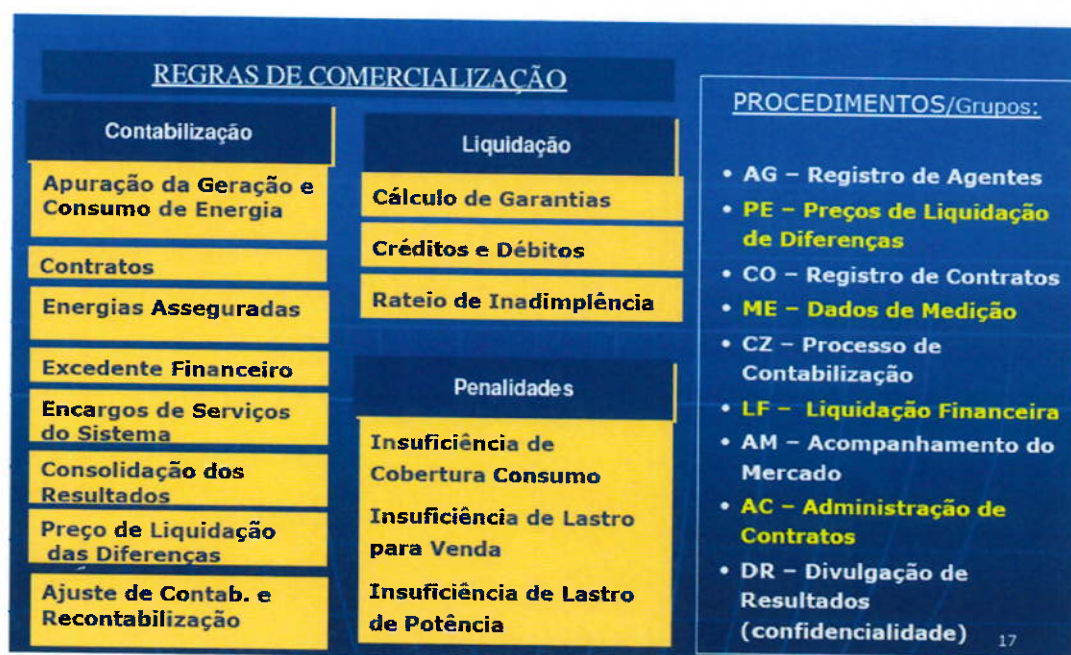 REGRAS DE COMERCIALIZAÇÃO
Contabilização
Apuração da Geração e
Consumo de Energia
Contratos
Energias Asseguradas
Excedente Financeiro
Encargos de Serviços
do Sistema
Consolidação dos
Resultados
Preço de Liquidação
das Diferenças
Ajuste de Contab. e
Recontabilização
Liquidação
Cálculo de Garantias
Créditos e Débitos
Rateio de Inadimplência
Penalidades
Insuficiência de
Cobertura Consumo
Insuficiência de Lastro
para Venda
Insuficiência de Lastro
de Potência
PROCEDIMENTOS/Grupos:
• AG – Registro de Agentes
• PE – Preços de Liquidação
de Diferenças
• CO – Registro de Contratos
• ME – Dados de Medição
• CZ – Processo de
Contabilização
• LF – Liquidação Financeira
• AM – Acompanhamento do
Mercado
• AC – Administração de
Contratos
• DR – Divulgação de
Resultados
(confidencialidade)
17